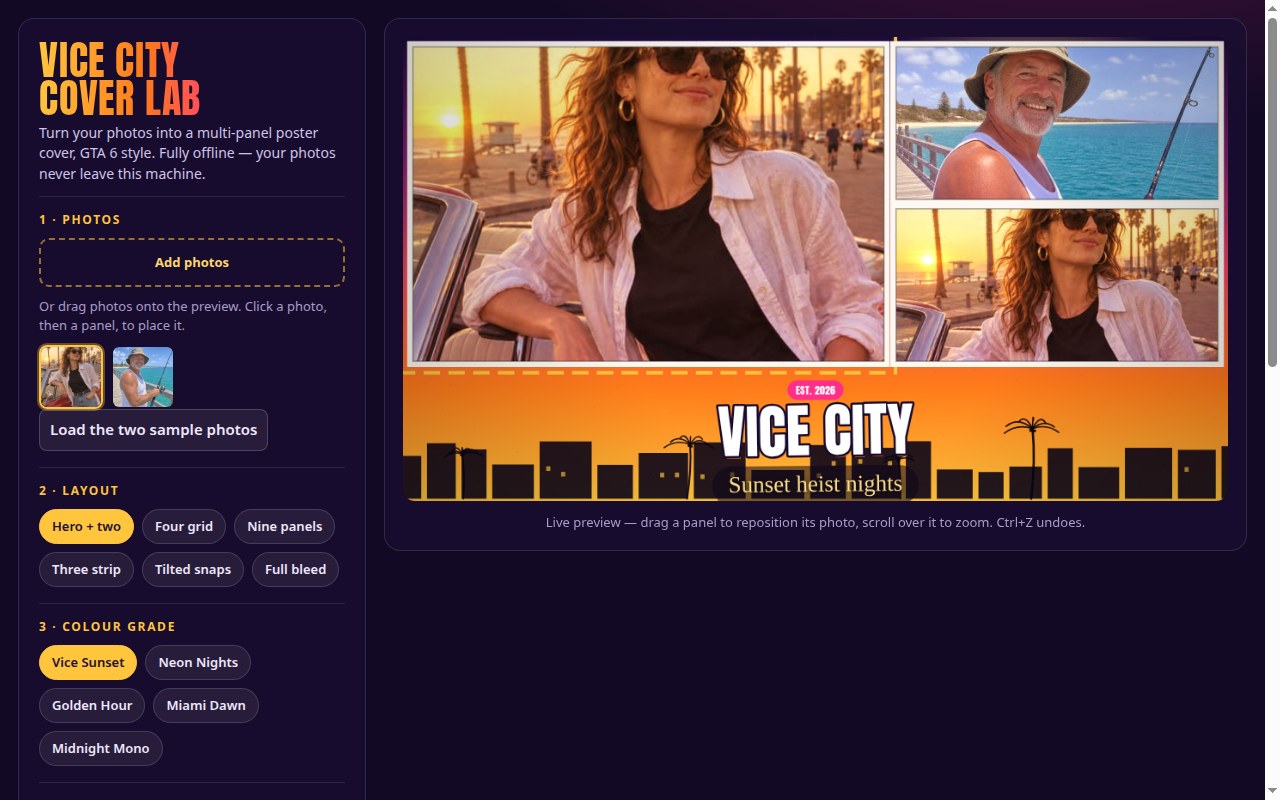 VICE CITY
COVER LAB
Turn your photos into a multi-panel poster
cover, GTA 6 style. Fully offline — your photos
never leave this machine.
1 · PHOTOS
Add photos
Or drag photos onto the preview. Click a photo,
then a panel, to place it.
Load the two sample photos
2 · LAYOUT
Hero + two
Four grid
Nine panels
Three strip
Tilted snaps
Full bleed
3 · COLOUR GRADE
Vice Sunset
Neon Nights
Golden Hour
Miami Dawn
Midnight Mono
EST. 2026
VICE CITY
Sunset heist nights
Live preview — drag a panel to reposition its photo, scroll over it to zoom. Ctrl+Z undoes.